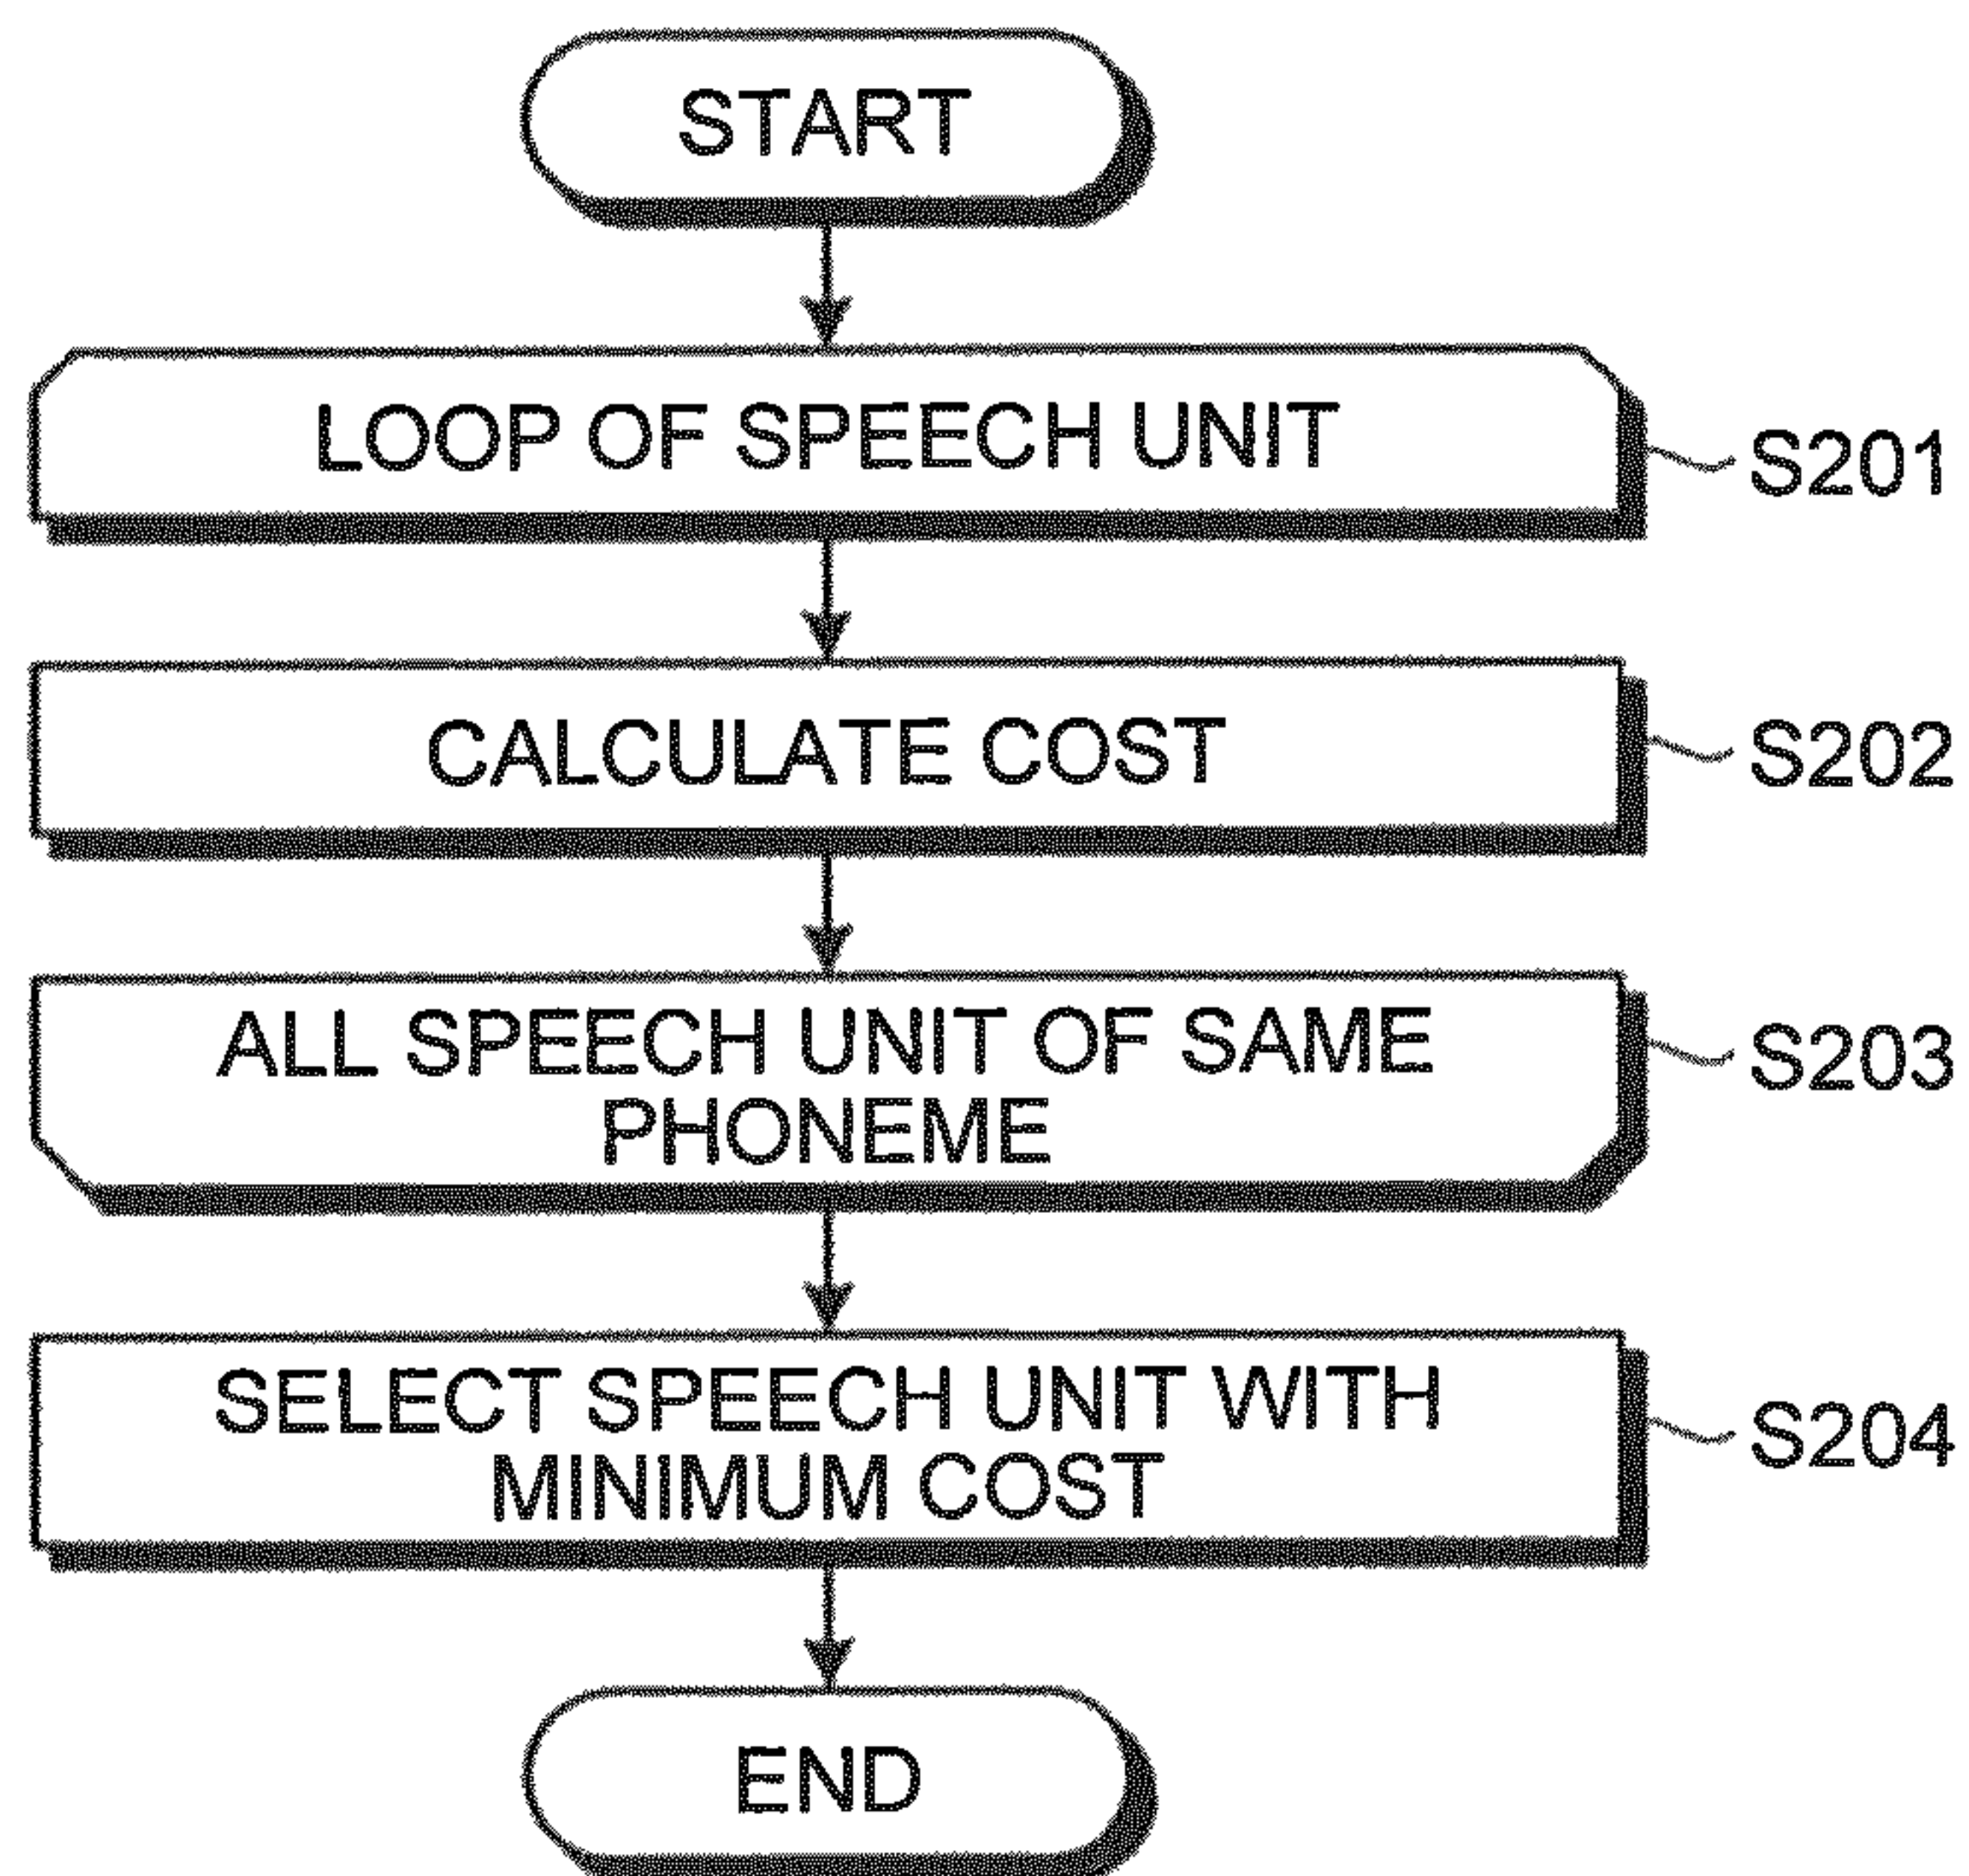 START
LOOP OF SPEECH UNIT
S201
CALCULATE COST
S202
ALL SPEECH UNIT OF SAME
PHONEME
S203
SELECT SPEECH UNIT WITH
MINIMUM COST
S204
END